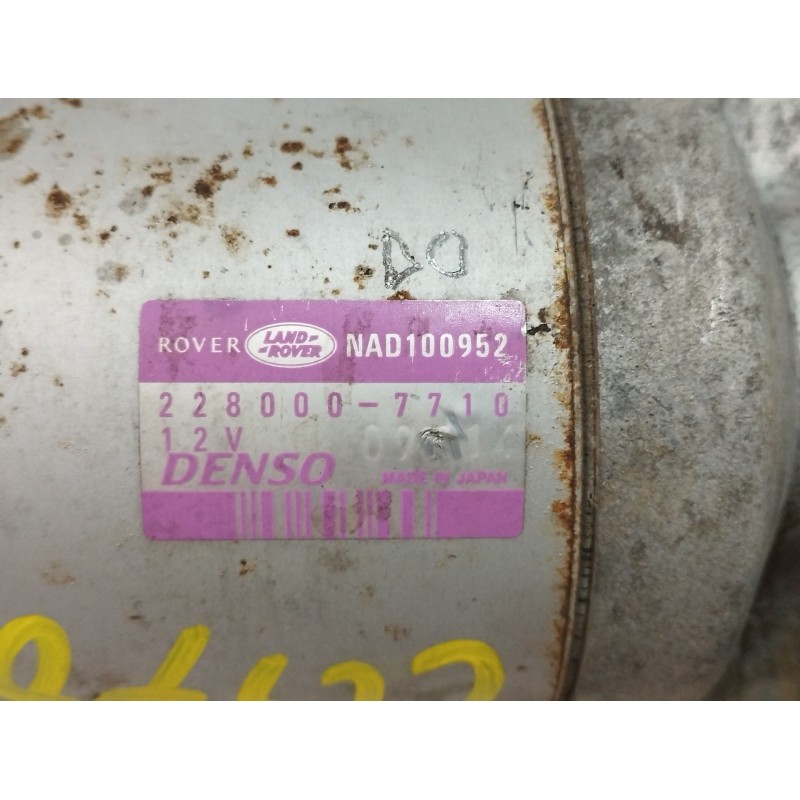 DO
ROVER LAND-ROVER NAD100952
228000-7710
12V
DENSO MADE IN JAPAN